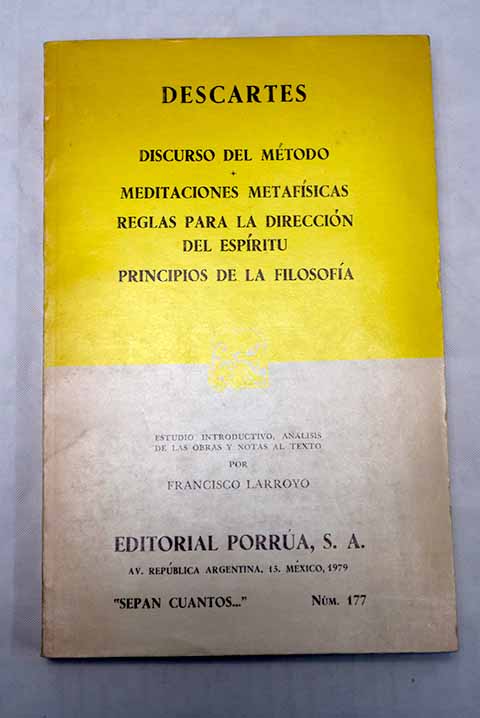 DESCARTES
DISCURSO DEL MÉTODO
MEDITACIONES METAFÍSICAS
REGLAS PARA LA DIRECCIÓN
DEL ESPÍRITU
PRINCIPIOS DE LA FILOSOFÍA
ESTUDIO INTRODUCTIVO, ANÁLISIS
DE LAS OBRAS Y NOTAS AL TEXTO
POR
FRANCISCO LARROYO
EDITORIAL PORRÚA, S. A.
AV. REPÚBLICA ARGENTINA, 15. MÉXICO, 1979
"SEPAN CUANTOS..." NÚM. 177